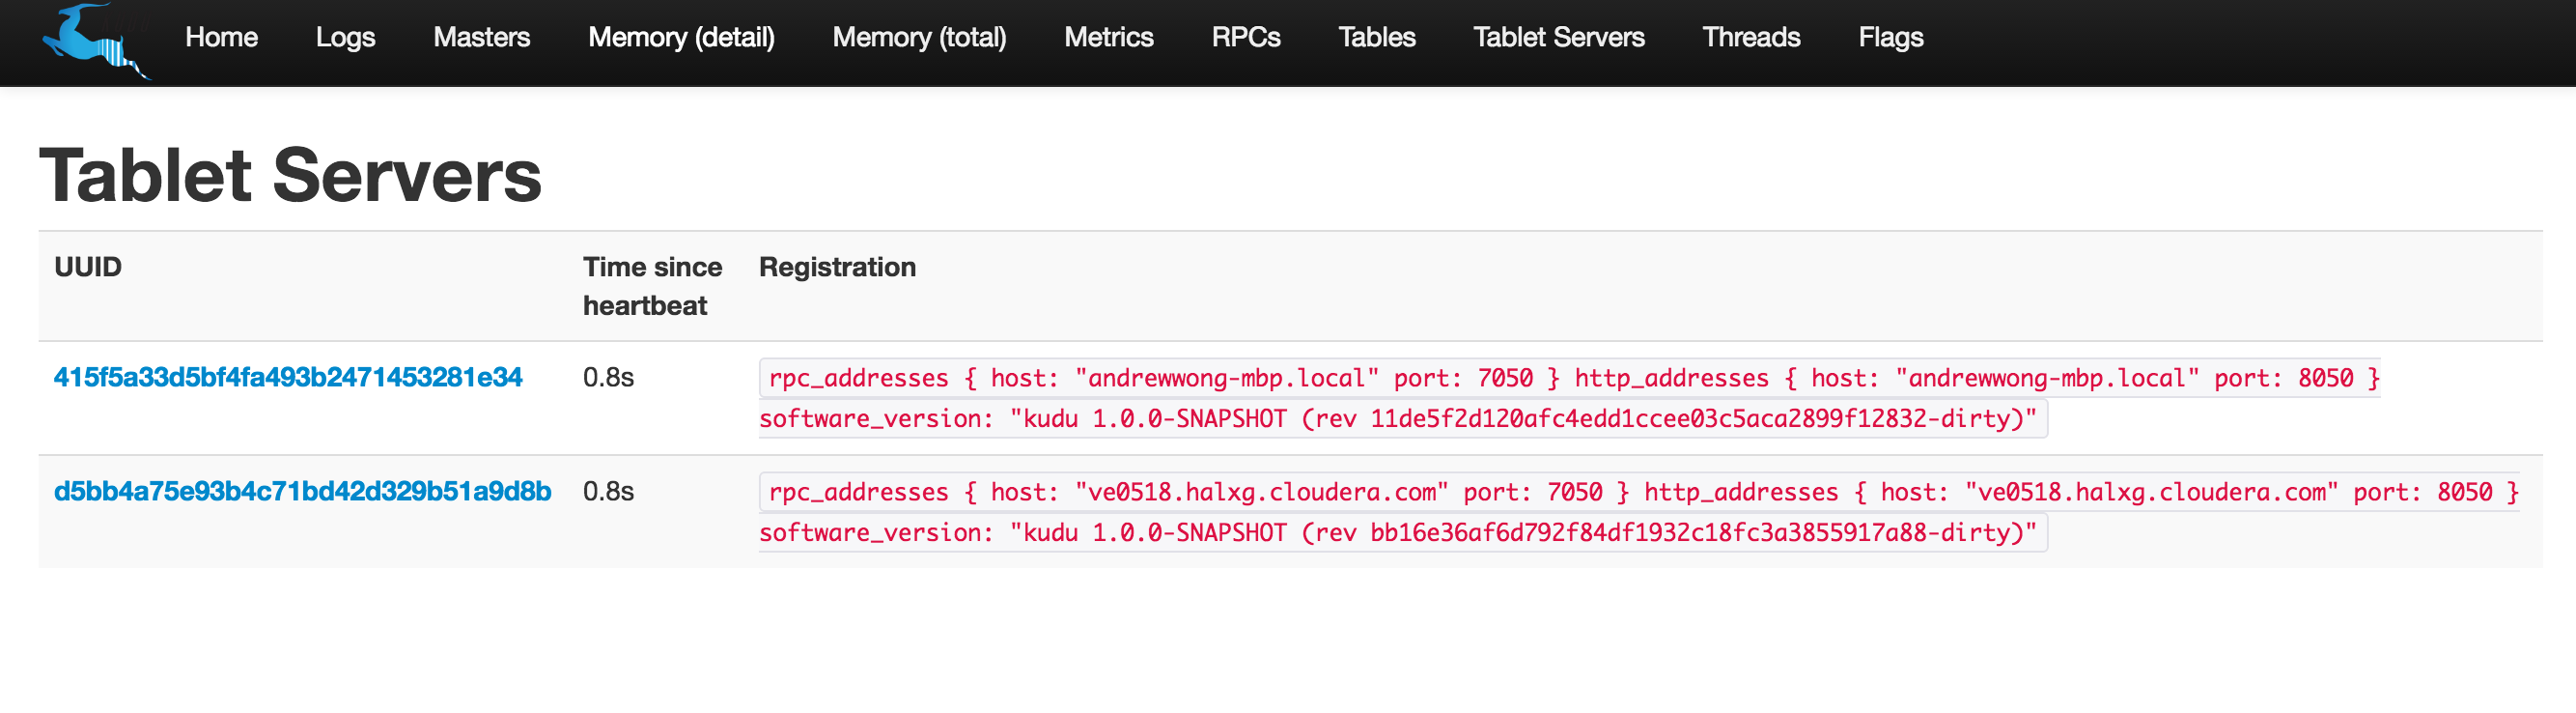 Home Logs Masters Memory (detail) Memory (total) Metrics RPCs Tables Tablet Servers Threads Flags
Tablet Servers
UUID Time since heartbeat Registration
415f5a33d5bf4fa493b2471453281e34 0.8s rpc_addresses { host: "andrewwong-mbp.local" port: 7050 } http_addresses { host: "andrewwong-mbp.local" port: 8050 }
software_version: "kudu 1.0.0-SNAPSHOT (rev 11de5f2d120afc4edd1ccee03c5aca2899f12832-dirty)"
d5bb4a75e93b4c71bd42d329b51a9d8b 0.8s rpc_addresses { host: "ve0518.halxg.cloudera.com" port: 7050 } http_addresses { host: "ve0518.halxg.cloudera.com" port: 8050 }
software_version: "kudu 1.0.0-SNAPSHOT (rev bb16e36af6d792f84df1932c18fc3a3855917a88-dirty)"